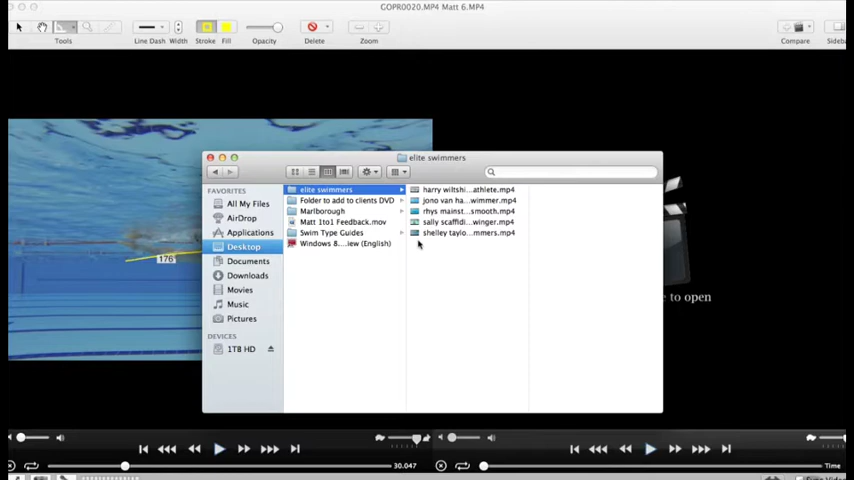 GOPR0020.MP4 Matt 6.MP4
Tools
Line Dash
Width
Stroke
Fill
Opacity
Delete
Zoom
Compare
Sideb
elite swimmers
FAVORITES
All My Files
AirDrop
Applications
Desktop
Documents
Downloads
Movies
Music
Pictures
DEVICES
1TB HD
elite swimmers
Folder to add to clients DVD
Marlborough
Matt 1to1 Feedback.mov
Swim Type Guides
Windows 8....iew (English)
harry wiltshi...athlete.mp4
jono van ha...wimmer.mp4
rhys mainst...smooth.mp4
sally scaffidi...winger.mp4
shelley taylo...mmers.mp4
176
e to open
30.047
Time
Sync Video